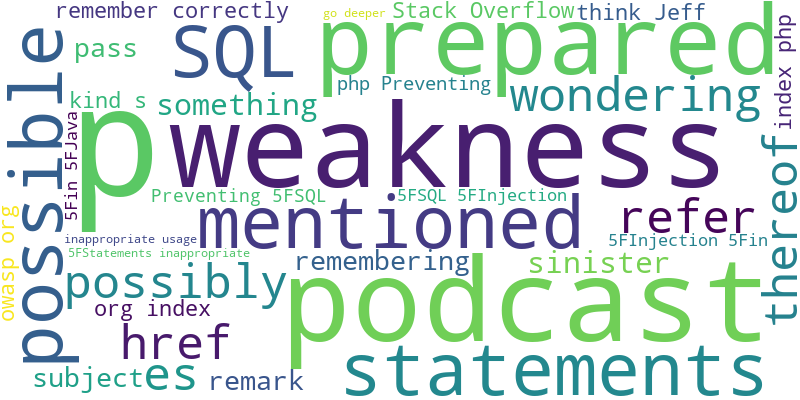 remember correctly
go deeper
Stack Overflow
think Jeff
pass
SQL
prepared
index php
possible
php Preventing
kind s
something
wondering
5Fin 5FJava
p
weakness
thereof
Preventing 5FSQL
5FSQL 5FInjection
mentioned
refer
owasp org
inappropriate usage
5FInjection 5Fin
5FStatements inappropriate
remembering
sinister
possibly
podcast
org index
href
statements
subject
es
remark